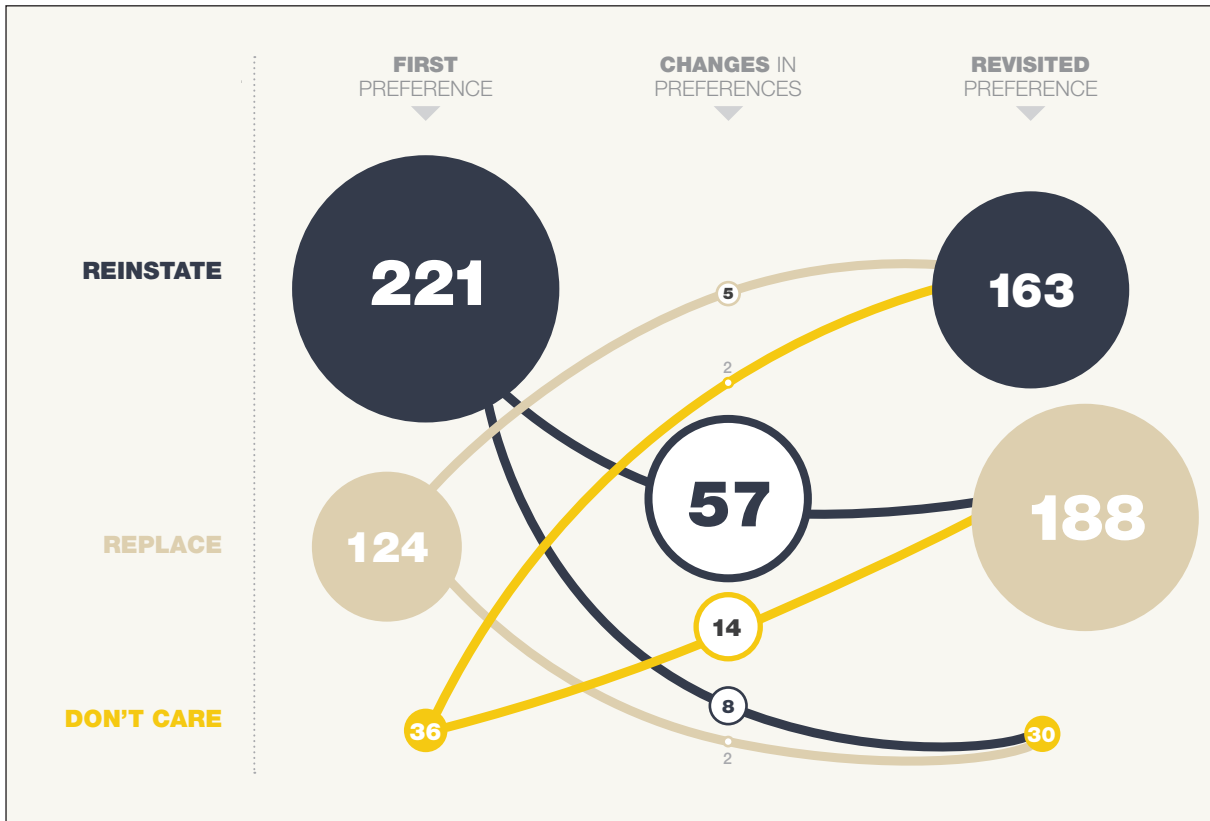 FIRST
PREFERENCE
CHANGES IN
PREFERENCES
REVISITED
PREFERENCE
REINSTATE
221
5
163
2
57
REPLACE
124
188
14
DON'T CARE
36
8
30
2